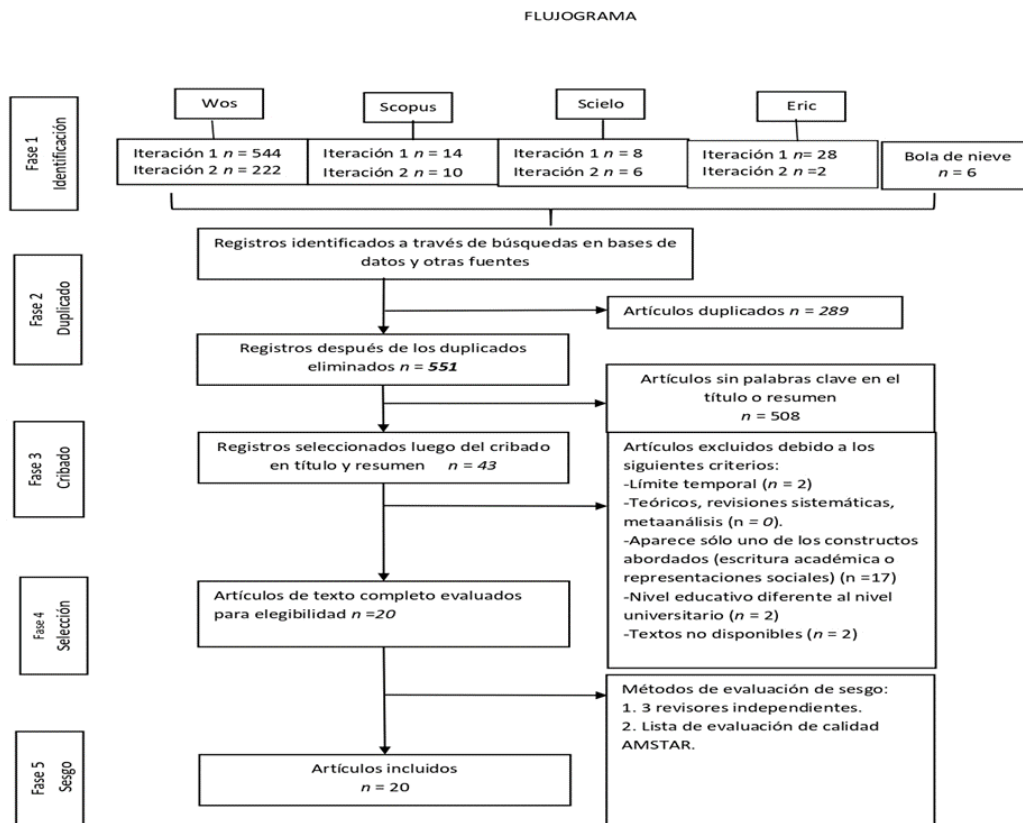 FLUJOGRAMA
Fase 1
Identificación
Wos
Scopus
Scielo
Eric
Iteración 1 n = 544
Iteración 2 n = 222
Iteración 1 n = 14
Iteración 2 n = 10
Iteración 1 n = 8
Iteración 2 n = 6
Iteración 1 n= 28
Iteración 2 n =2
Bola de nieve
n = 6
Registros identificados a través de búsquedas en bases de
datos y otras fuentes
Fase 2
Duplicado
Artículos duplicados n = 289
Registros después de los duplicados
eliminados n = 551
Artículos sin palabras clave en el
título o resumen
n = 508
Fase 3
Cribado
Registros seleccionados luego del cribado
en título y resumen n = 43
Artículos excluidos debido a los
siguientes criterios:
-Límite temporal (n = 2)
-Teóricos, revisiones sistemáticas,
metaanálisis (n = 0).
-Aparece sólo uno de los constructos
abordados (escritura académica o
representaciones sociales) (n =17)
-Nivel educativo diferente al nivel
universitario (n = 2)
-Textos no disponibles (n = 2)
Fase 4
Selección
Artículos de texto completo evaluados
para elegibilidad n =20
Métodos de evaluación de sesgo:
1. 3 revisores independientes.
2. Lista de evaluación de calidad
AMSTAR.
Fase 5
Sesgo
Artículos incluidos
n = 20